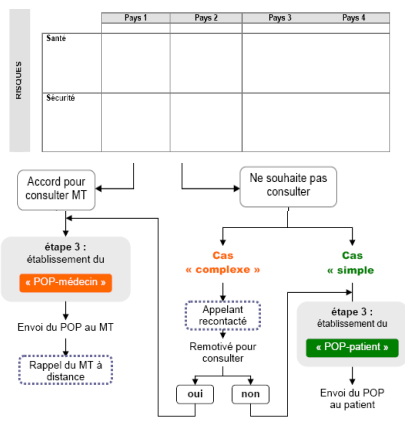 Pays 1 Pays 2 Pays 3 Pays 4
RISQUES
Santé
Sécurité
Accord pour
consulter MT
Ne souhaite pas
consulter
étape 3 :
établissement du
« POP-médecin »
Envoi du POP au MT
Rappel du MT à
distance
Cas
« complexe »
Appelant
recontacté
Remotivé pour
consulter
oui
non
Cas
« simple
étape 3 :
établissement du
« POP-patient »
Envoi du POP
au patient